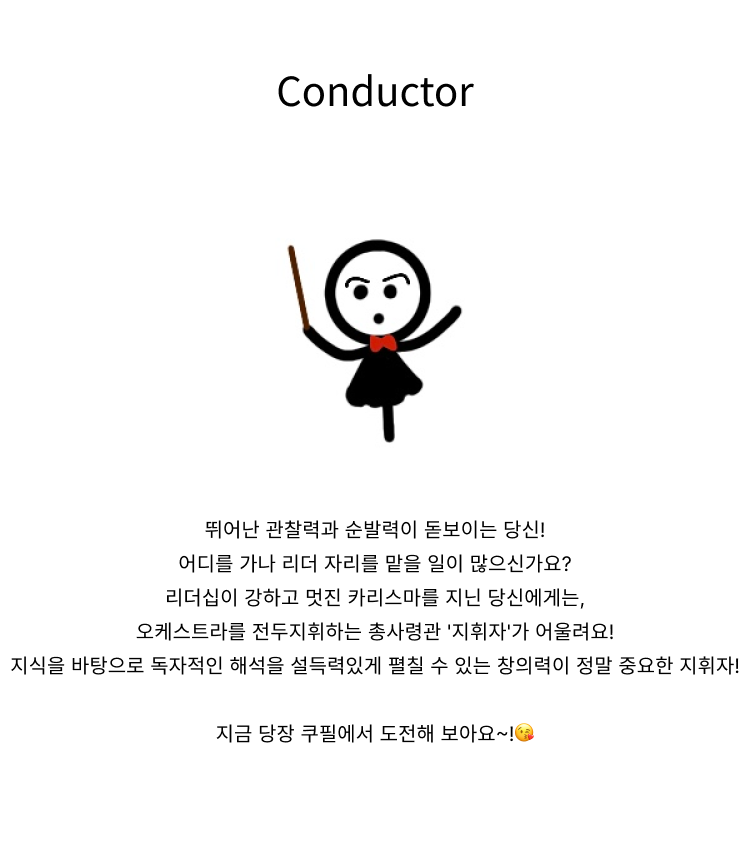 Conductor
뛰어난 관찰력과 순발력이 돋보이는 당신!
어디를 가나 리더 자리를 맡을 일이 많으신가요?
리더십이 강하고 멋진 카리스마를 지닌 당신에게는,
오케스트라를 전두지휘하는 총사령관 '지휘자'가 어울려요!
지식을 바탕으로 독자적인 해석을 설득력있게 펼칠 수 있는 창의력이 정말 중요한 지휘자!
지금 당장 쿠필에서 도전해 보아요~!😘